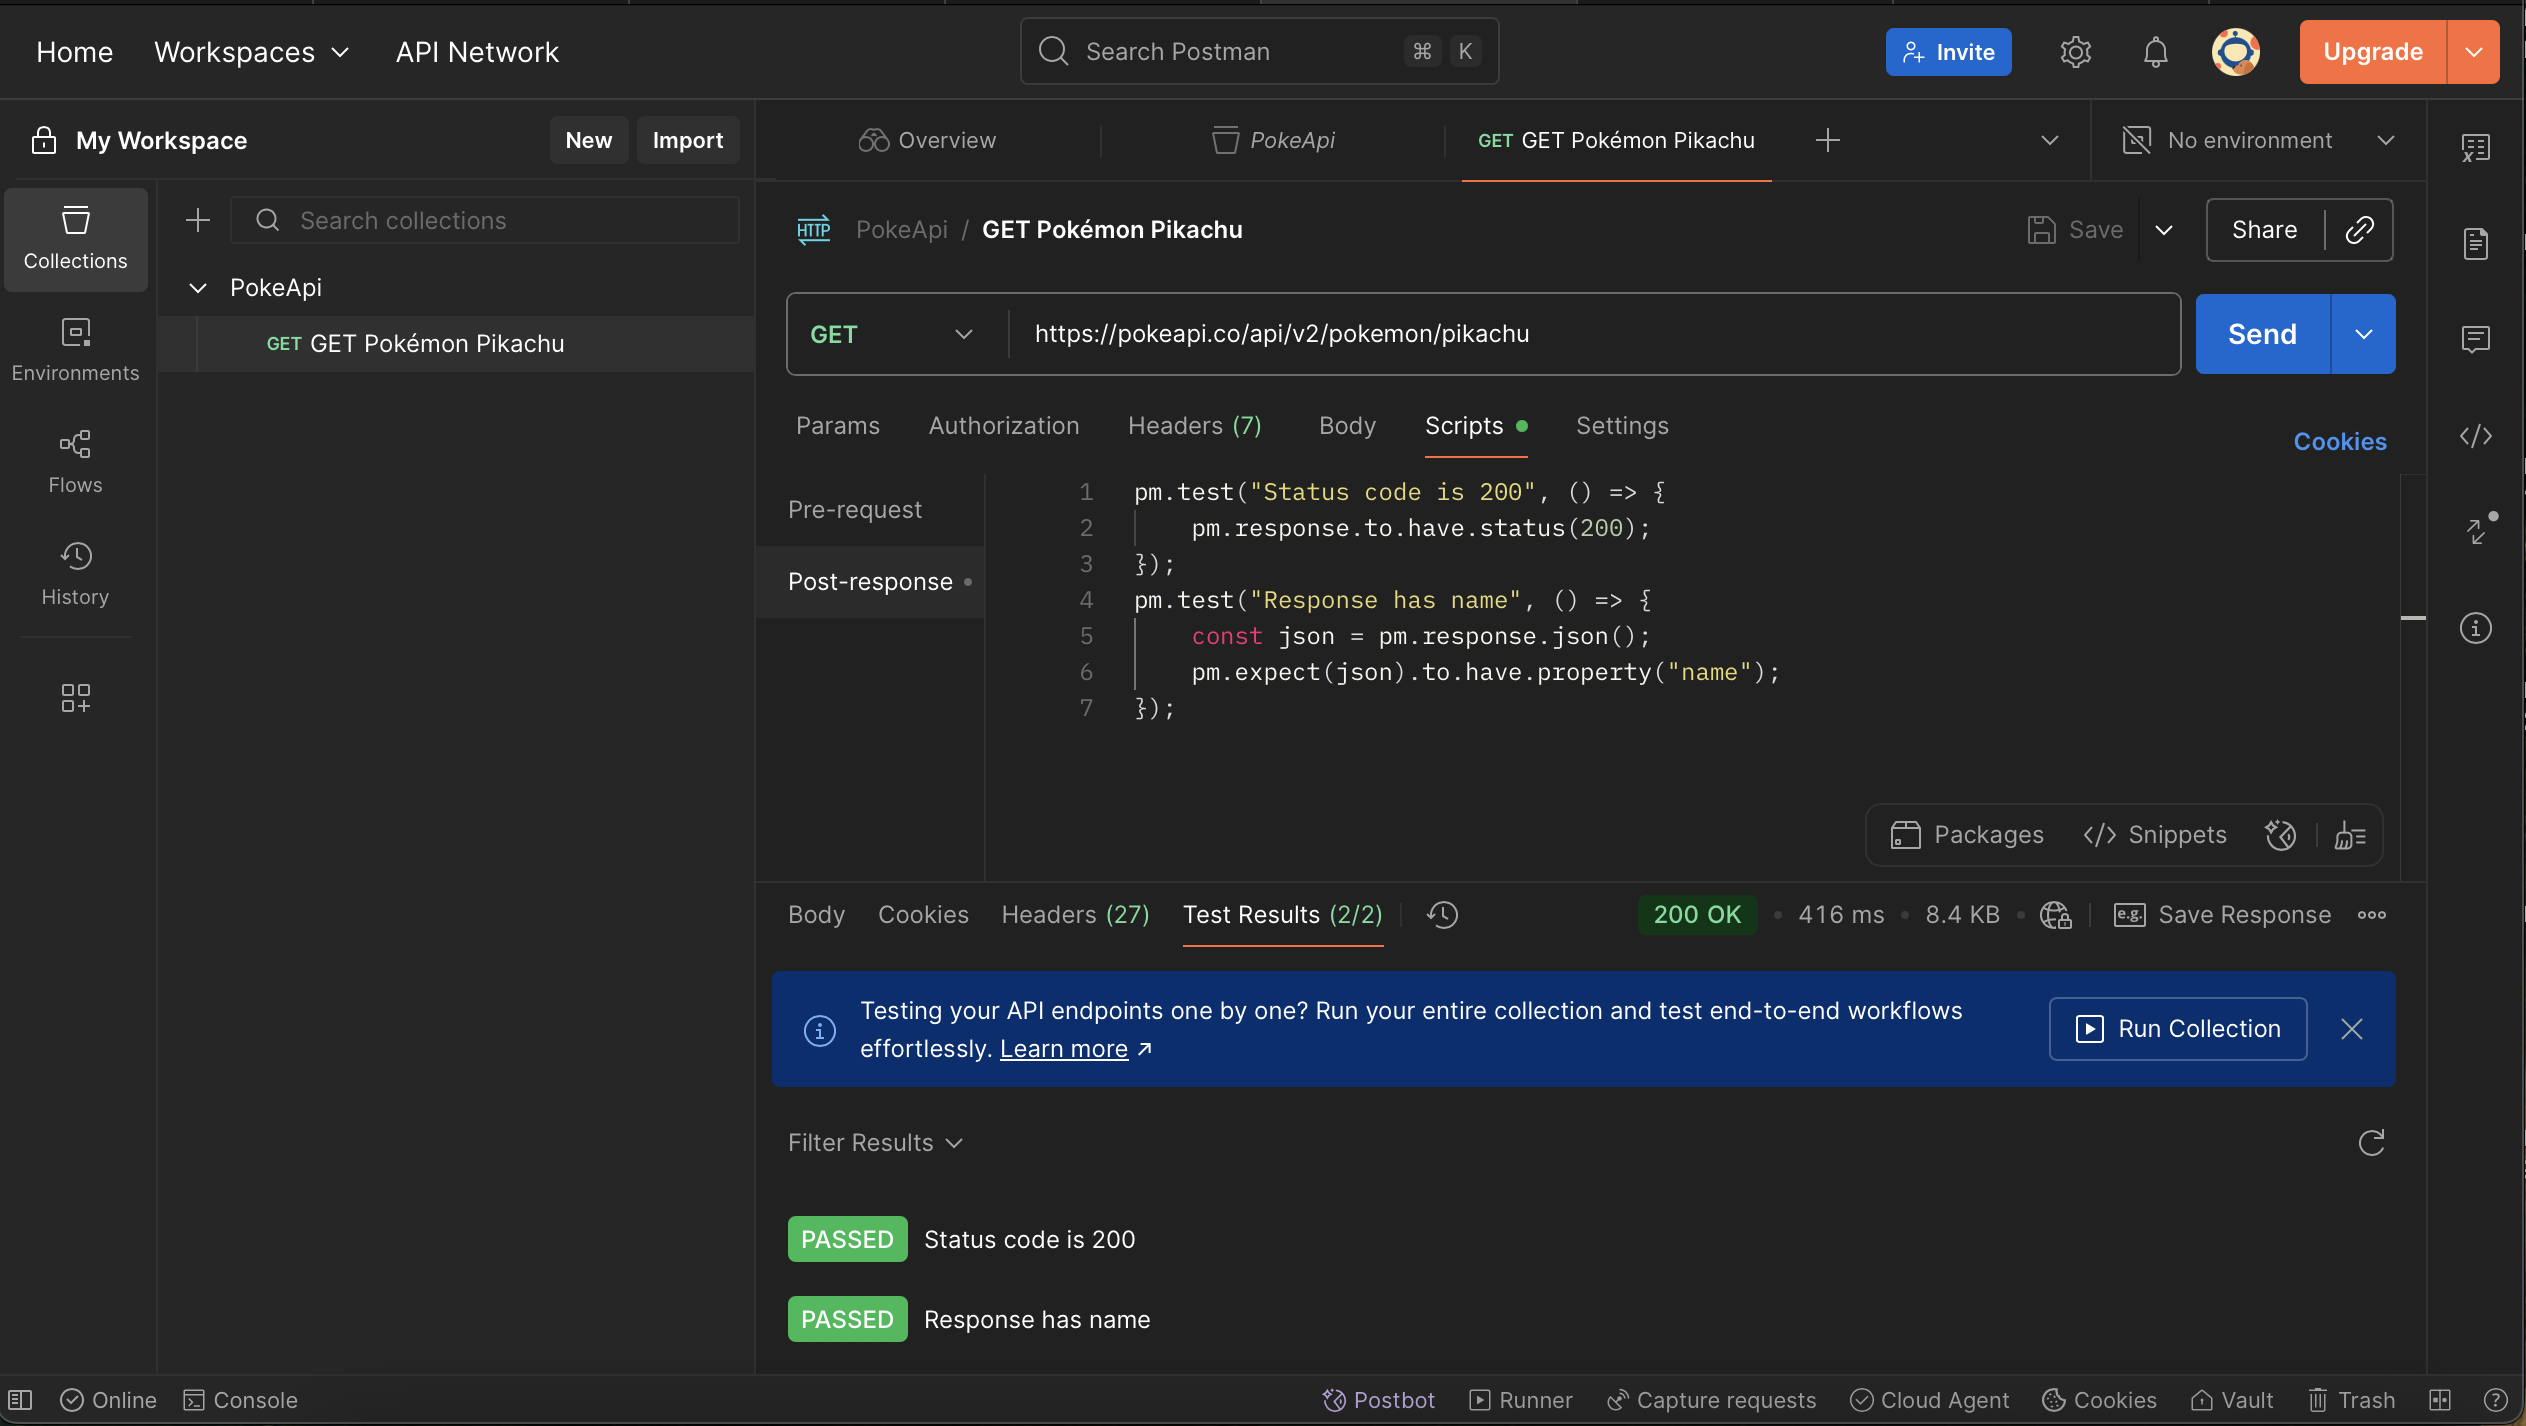 Home Workspaces API Network Search Postman ⌘ K Invite Upgrade
My Workspace New Import Overview PokeApi GET GET Pokémon Pikachu No environment
Collections
Environments
Flows
History
Search collections
PokeApi
GET GET Pokémon Pikachu
HTTP PokeApi / GET Pokémon Pikachu Save Share
GET https://pokeapi.co/api/v2/pokemon/pikachu Send
Params Authorization Headers (7) Body Scripts Settings Cookies
Pre-request
Post-response
1 pm.test("Status code is 200", () => {
2 pm.response.to.have.status(200);
3 });
4 pm.test("Response has name", () => {
5 const json = pm.response.json();
6 pm.expect(json).to.have.property("name");
7 });
Packages </> Snippets
Body Cookies Headers (27) Test Results (2/2) 200 OK • 416 ms • 8.4 KB • e.g. Save Response
Testing your API endpoints one by one? Run your entire collection and test end-to-end workflows
effortlessly. Learn more ↗ Run Collection
Filter Results
PASSED Status code is 200
PASSED Response has name
Online Console Postbot Runner Capture requests Cloud Agent Cookies Vault Trash